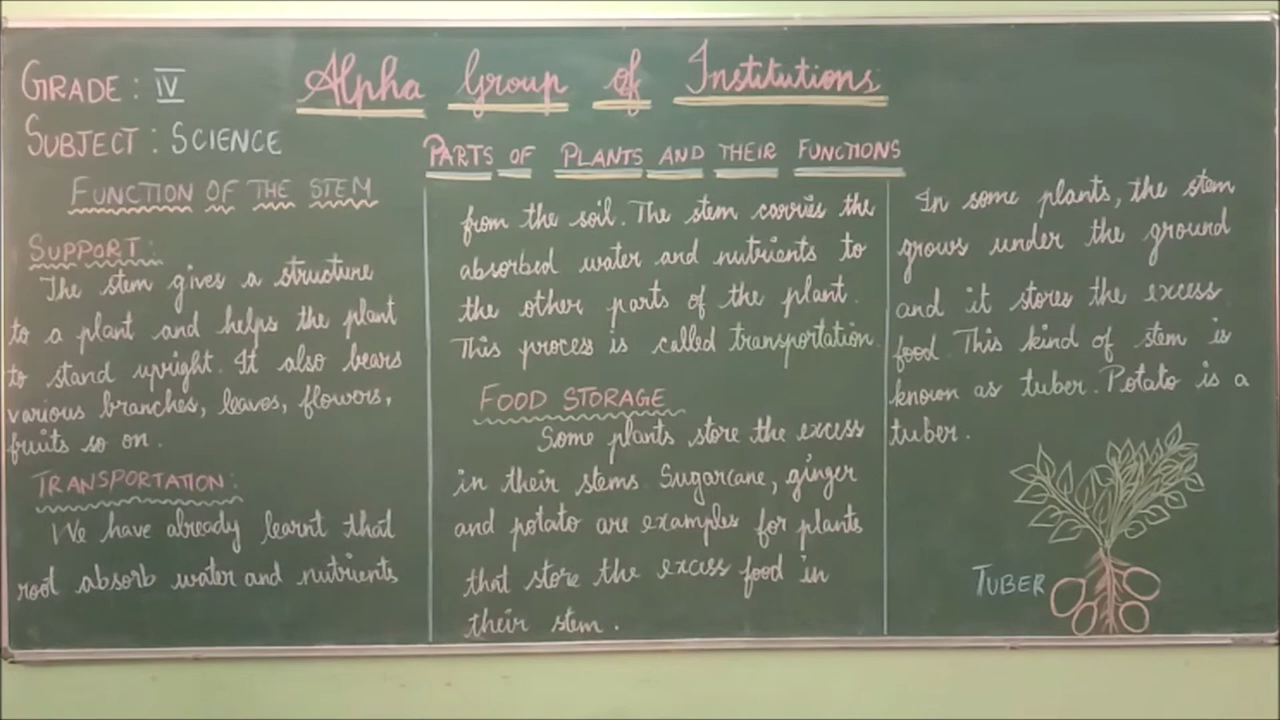 Alpha Group of Institutions
GRADE : IV
SUBJECT : SCIENCE
PARTS OF PLANTS AND THEIR FUNCTIONS
FUNCTION OF THE STEM
SUPPORT :
The stem gives a structure
to a plant and helps the plant
to stand upright. It also bears
various branches, leaves, flowers,
fruits so on.
TRANSPORTATION :
We have already learnt that
root absorb water and nutrients
from the soil. The stem carries the
absorbed water and nutrients to
the other parts of the plant.
This process is called transportation.
FOOD STORAGE
Some plants store the excess
in their stems. Sugarcane, ginger
and potato are examples for plants
that store the excess food in
their stem.
In some plants, the stem
grows under the ground
and it stores the excess
food. This kind of stem is
known as tuber. Potato is a
tuber.
TUBER